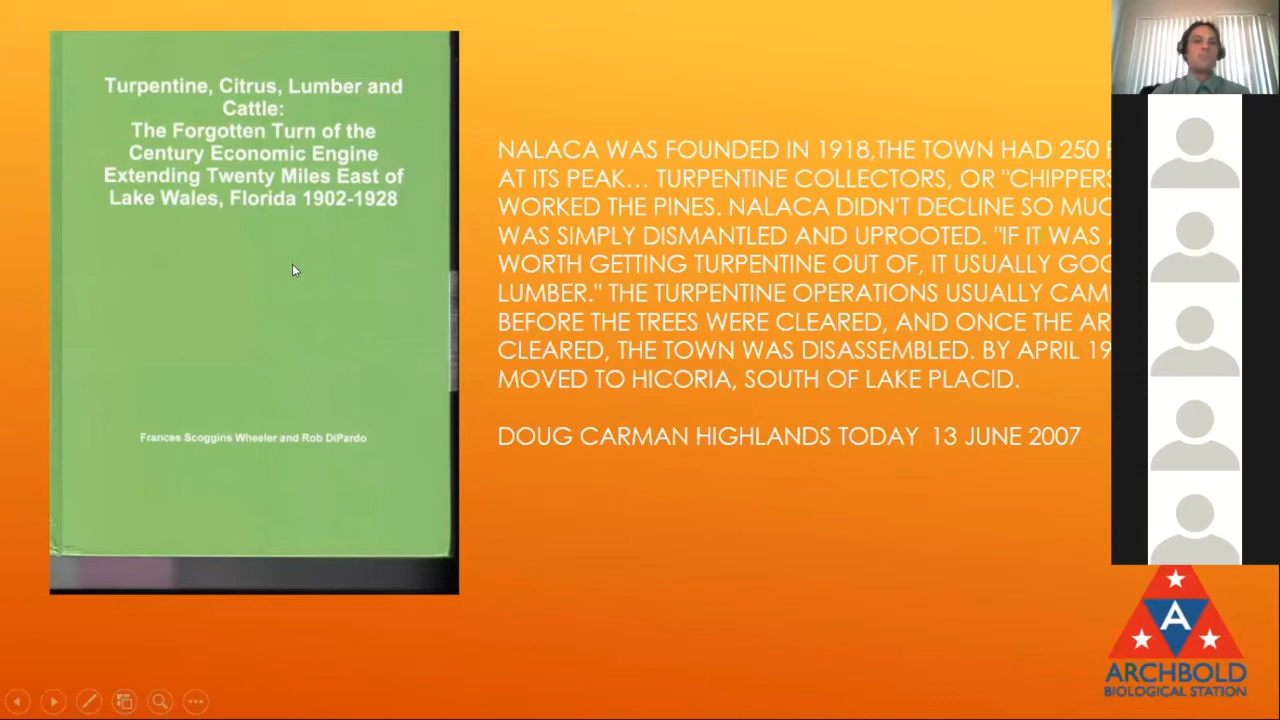 Turpentine, Citrus, Lumber and
Cattle:
The Forgotten Turn of the
Century Economic Engine
Extending Twenty Miles East of
Lake Wales, Florida 1902-1928
Frances Scoggins Wheeler and Rob DiPardo
NALACA WAS FOUNDED IN 1918,THE TOWN HAD 250
AT ITS PEAK... TURPENTINE COLLECTORS, OR "CHIPPERS
WORKED THE PINES. NALACA DIDN'T DECLINE SO
WAS SIMPLY DISMANTLED AND UPROOTED. "IF IT WAS
WORTH GETTING TURPENTINE OUT OF, IT USUALLY
LUMBER." THE TURPENTINE OPERATIONS USUALLY
BEFORE THE TREES WERE CLEARED, AND ONCE THE
CLEARED, THE TOWN WAS DISASSEMBLED. BY APRIL
MOVED TO HICORIA, SOUTH OF LAKE PLACID.
DOUG CARMAN HIGHLANDS TODAY 13 JUNE 2007
A
ARCHBOLD
BIOLOGICAL STATION